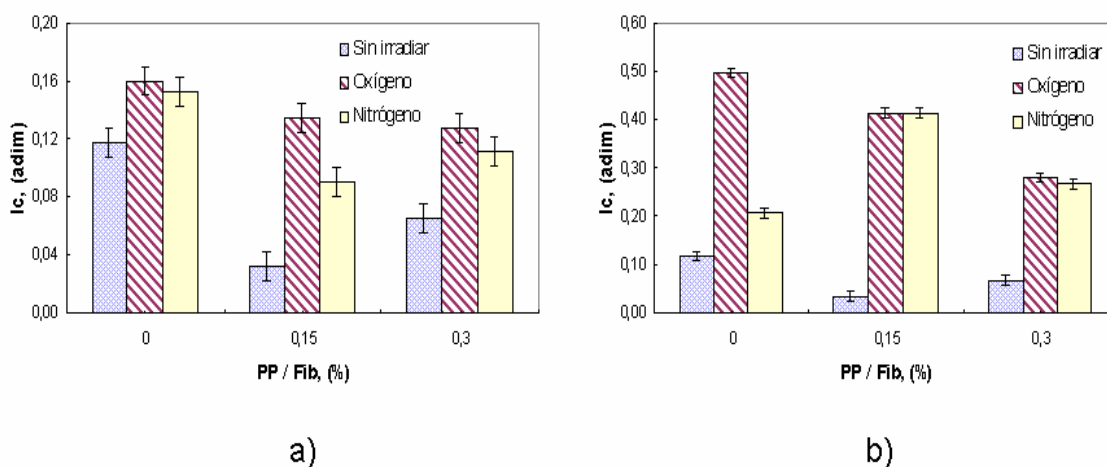 0,20
0,16
0,12
0,08
0,04
0,00
Ic, (adim)
Sin irradiar
Oxígeno
Nitrógeno
0
0,15
0,3
PP / Fib, (%)
a)
0,60
0,50
0,40
0,30
0,20
0,10
0,00
Ic, (adim)
Sin irradiar
Oxígeno
Nitrógeno
0
0,15
0,3
PP / Fib, (%)
b)